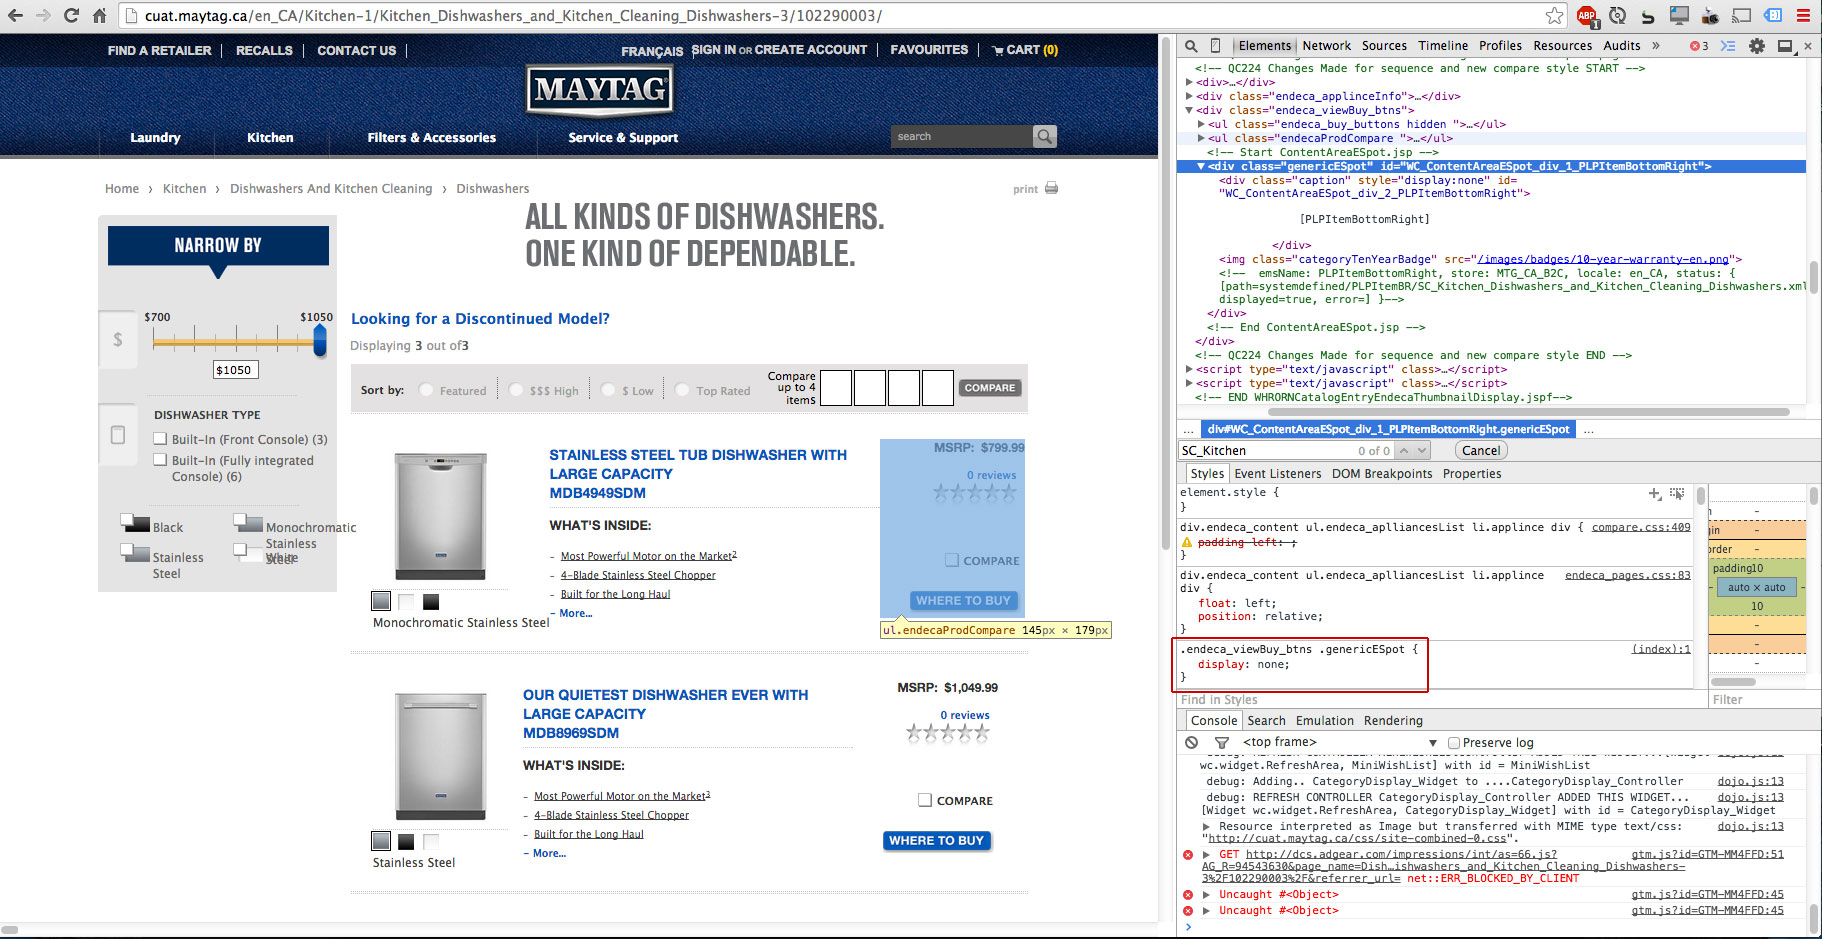 cuat.maytag.ca/en_CA/Kitchen-1/Kitchen_Dishwashers_and_Kitchen_Cleaning_Dishwashers-3/102290003/
ABP 1
FIND A RETAILER | RECALLS | CONTACT US |
FRANÇAIS | SIGN IN OR CREATE ACCOUNT | FAVOURITES | CART (0)
MAYTAG
Laundry
Kitchen
Filters & Accessories
Service & Support
search
Home › Kitchen › Dishwashers And Kitchen Cleaning › Dishwashers
print
ALL KINDS OF DISHWASHERS.
ONE KIND OF DEPENDABLE.
NARROW BY
$700 $1050
$
$1050
DISHWASHER TYPE
Built-In (Front Console) (3)
Built-In (Fully integrated
Console) (6)
Black
Monochromatic
Stainless
Steel
Stainless
Steel
White
Looking for a Discontinued Model?
Displaying 3 out of3
Sort by: Featured $$$ High $ Low Top Rated
Compare
up to 4
items
COMPARE
STAINLESS STEEL TUB DISHWASHER WITH
LARGE CAPACITY
MDB4949SDM
WHAT'S INSIDE:
– Most Powerful Motor on the Market2
– 4-Blade Stainless Steel Chopper
– Built for the Long Haul
– More...
Monochromatic Stainless Steel
MSRP: $799.99
0 reviews
COMPARE
WHERE TO BUY
ul.endecaProdCompare 145px × 179px
OUR QUIETEST DISHWASHER EVER WITH
LARGE CAPACITY
MDB8969SDM
WHAT'S INSIDE:
– Most Powerful Motor on the Market3
– 4-Blade Stainless Steel Chopper
– Built for the Long Haul
– More...
Stainless Steel
MSRP: $1,049.99
0 reviews
COMPARE
WHERE TO BUY
Elements Network Sources Timeline Profiles Resources Audits » 3
<!-- QC224 Changes Made for sequence and new compare style START -->
<div>…</div>
<div class="endeca_applinceInfo">…</div>
<div class="endeca_viewBuy_btns">
<ul class="endeca_buy_buttons hidden ">…</ul>
<ul class="endecaProdCompare ">…</ul>
<!-- Start ContentAreaESpot.jsp -->
<div class="genericESpot" id="WC_ContentAreaESpot_div_1_PLPItemBottomRight">
<div class="caption" style="display:none" id=
"WC_ContentAreaESpot_div_2_PLPItemBottomRight">
[PLPItemBottomRight]
</div>
<img class="categoryTenYearBadge" src="/images/badges/10-year-warranty-en.png">
<!-- emsName: PLPItemBottomRight, store: MTG_CA_B2C, locale: en_CA, status: {
[path=systemdefined/PLPItemBR/SC_Kitchen_Dishwashers_and_Kitchen_Cleaning_Dishwashers.xml
displayed=true, error=] }-->
</div>
<!-- End ContentAreaESpot.jsp -->
</div>
<!-- QC224 Changes Made for sequence and new compare style END -->
<script type="text/javascript" class>…</script>
<script type="text/javascript" class>…</script>
<!-- END WHRORNCatalogEntryEndecaThumbnailDisplay.jspf-->
... div#WC_ContentAreaESpot_div_1_PLPItemBottomRight.genericESpot ...
SC_Kitchen 0 of 0 Cancel
Styles Event Listeners DOM Breakpoints Properties
element.style {
}
div.endeca_content ul.endeca_aplliancesList li.applince div { compare.css:409
padding-left: ;
}
div.endeca_content ul.endeca_aplliancesList li.applince endeca_pages.css:83
div {
float: left;
position: relative;
}
.endeca_viewBuy_btns .genericESpot { (index):1
display: none;
}
Find in Styles
gin –
order –
padding10
– auto × auto –
10
–
–
–
Filter
Console Search Emulation Rendering
<top frame> Preserve log
wc.widget.RefreshArea, MiniWishList] with id = MiniWishList dojo.js:13
debug: Adding.. CategoryDisplay_Widget to ....CategoryDisplay_Controller dojo.js:13
debug: REFRESH CONTROLLER CategoryDisplay_Controller ADDED THIS WIDGET... dojo.js:13
[Widget wc.widget.RefreshArea, CategoryDisplay_Widget] with id = CategoryDisplay_Widget
Resource interpreted as Image but transferred with MIME type text/css: dojo.js:13
"http://cuat.maytag.ca/css/site-combined-0.css".
GET http://dcs.adgear.com/impressions/int/as=66.js? gtm.js?id=GTM-MM4FFD:51
AG_R=94543630&page_name=Dish…ishwashers_and_Kitchen_Cleaning_Dishwashers-
3%2F102290003%2F&referrer_url= net::ERR_BLOCKED_BY_CLIENT
Uncaught #<Object> gtm.js?id=GTM-MM4FFD:45
Uncaught #<Object> gtm.js?id=GTM-MM4FFD:45